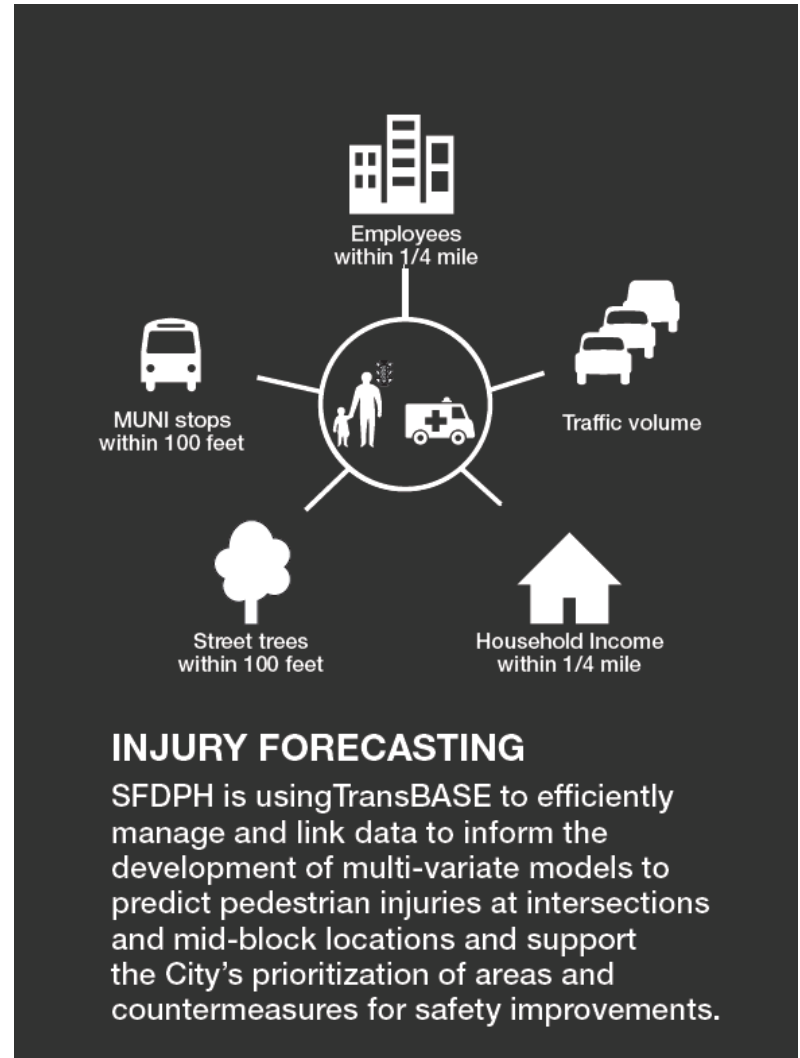 Employees
within 1/4 mile
MUNI stops
within 100 feet
Traffic volume
Street trees
within 100 feet
Household Income
within 1/4 mile
INJURY FORECASTING
SFDPH is usingTransBASE to efficiently
manage and link data to inform the
development of multi-variate models to
predict pedestrian injuries at intersections
and mid-block locations and support
the City’s prioritization of areas and
countermeasures for safety improvements.